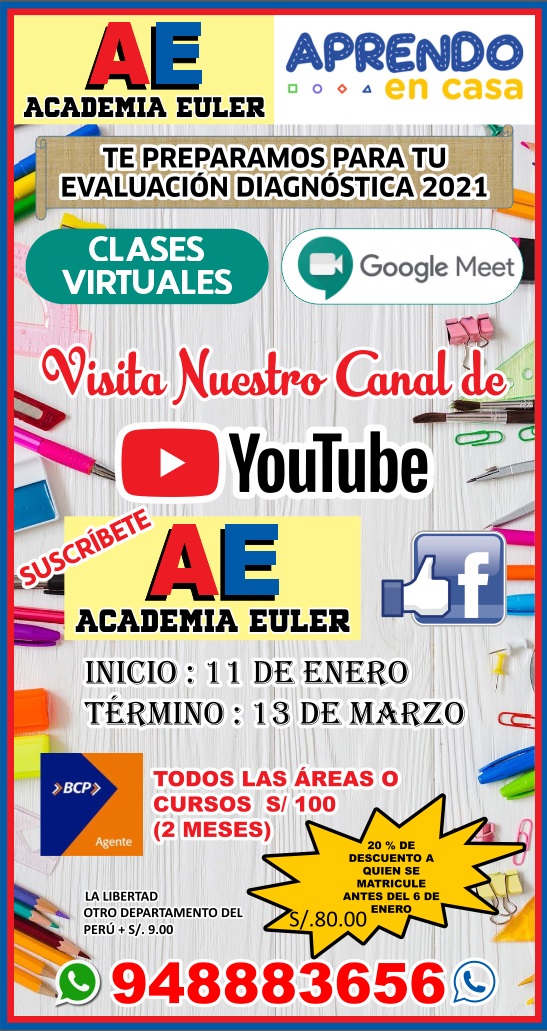 AE
ACADEMIA EULER
APRENDO
en casa
TE PREPARAMOS PARA TU
EVALUACIÓN DIAGNÓSTICA 2021
CLASES
VIRTUALES
Google Meet
Visita Nuestro Canal de
YouTube
SUSCRÍBETE
AE
ACADEMIA EULER
f
INICIO : 11 DE ENERO
TÉRMINO : 13 DE MARZO
BCP
Agente
TODOS LAS ÁREAS O
CURSOS S/ 100
(2 MESES)
20 % DE
DESCUENTO A
QUIEN SE
MATRICULE
ANTES DEL 6 DE
ENERO
S/.80.00
LA LIBERTAD
OTRO DEPARTAMENTO DEL
PERÚ + S/. 9.00
948883656